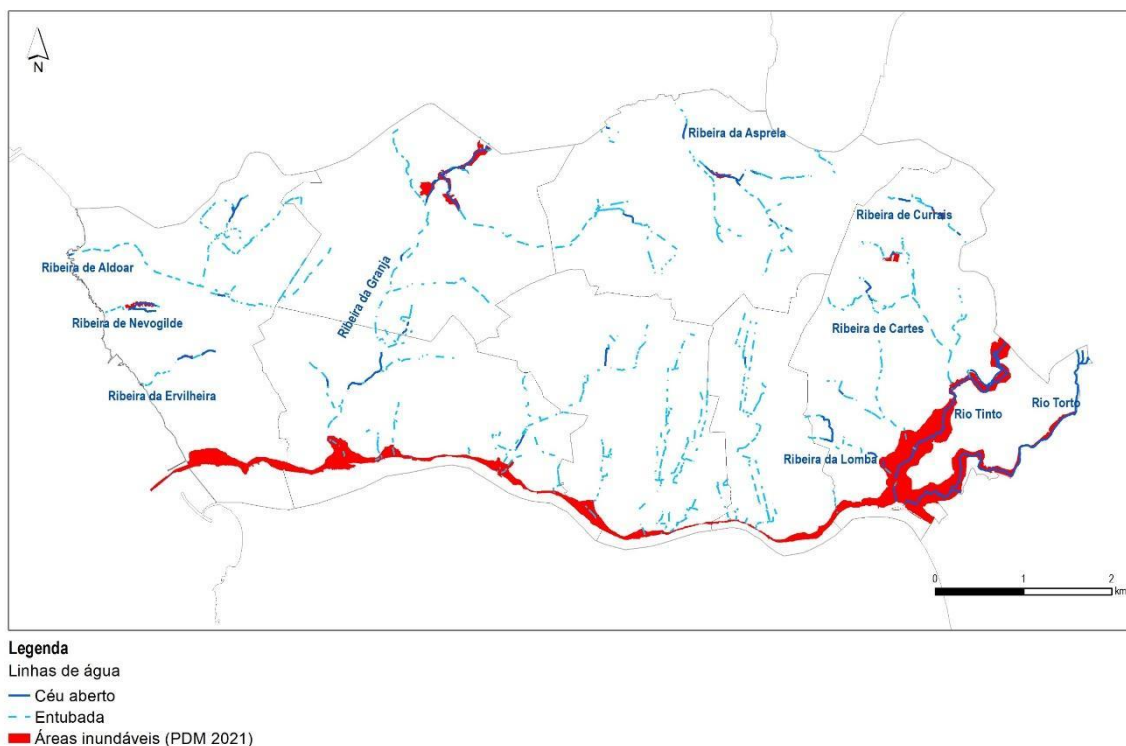 N
Ribeira da Asprela
Ribeira de Currais
Ribeira de Aldoar
Ribeira da Granja
Ribeira de Nevogilde
Ribeira de Cartes
Ribeira da Ervilheira
Rio Tinto
Rio Torto
Ribeira da Lomba
0 1 2
km
Legenda
Linhas de água
Céu aberto
Entubada
Áreas inundáveis (PDM 2021)